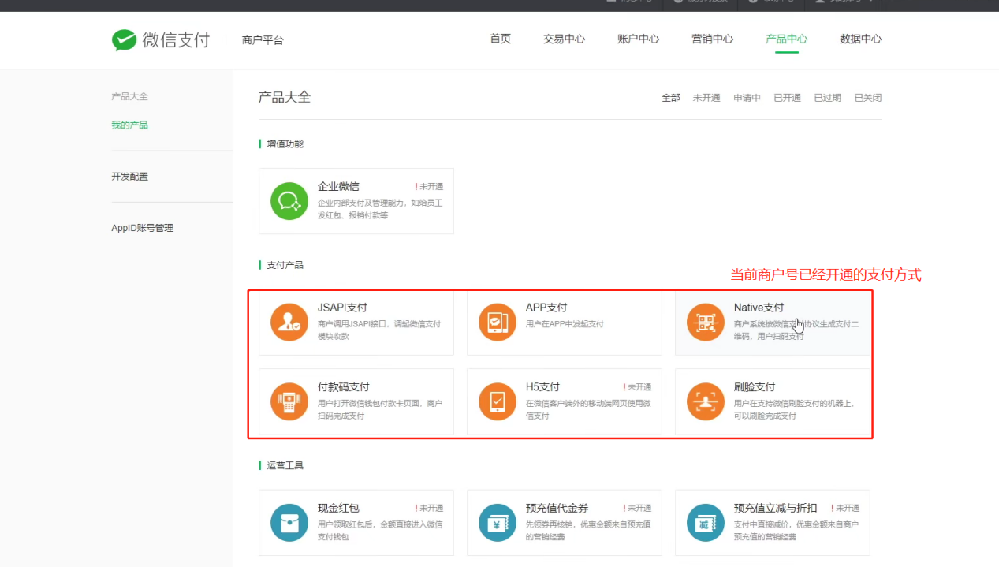 微信支付 商户平台
首页 交易中心 账户中心 营销中心 产品中心 数据中心
产品大全
我的产品
开发配置
AppID账号管理
产品大全
全部 未开通 申请中 已开通 已过期 已关闭
增值功能
企业微信 !未开通
企业内部支付及管理能力，如给员工
发红包、报销付款等
支付产品
当前商户号已经开通的支付方式
JSAPI支付
商户调用JSAPI接口，调起微信支付
模块收款
APP支付
用户在APP中发起支付
Native支付
商户系统按微信支 协议生成支付二
维码，用户扫码支付
付款码支付
用户打开微信钱包付款卡页面，商户
扫码完成支付
H5支付 !未开通
在微信客户端外的移动端网页使用微
信支付
刷脸支付
用户在支持微信刷脸支付的机器上，
可以刷脸完成支付
运营工具
现金红包 !未开通
用户领取红包后，金额直接进入微信
支付钱包
预充值代金券 !未开通
先领券再核销，优惠金额来自预充值
的营销经费
减
预充值立减与折扣 !未开通
支付中直接减价，优惠金额来自商户
预充值的营销经费